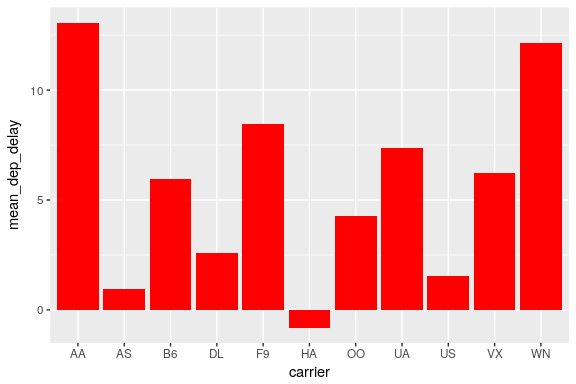 mean_dep_delay
10
5
0
AA AS B6 DL F9 HA OO UA US VX WN
carrier